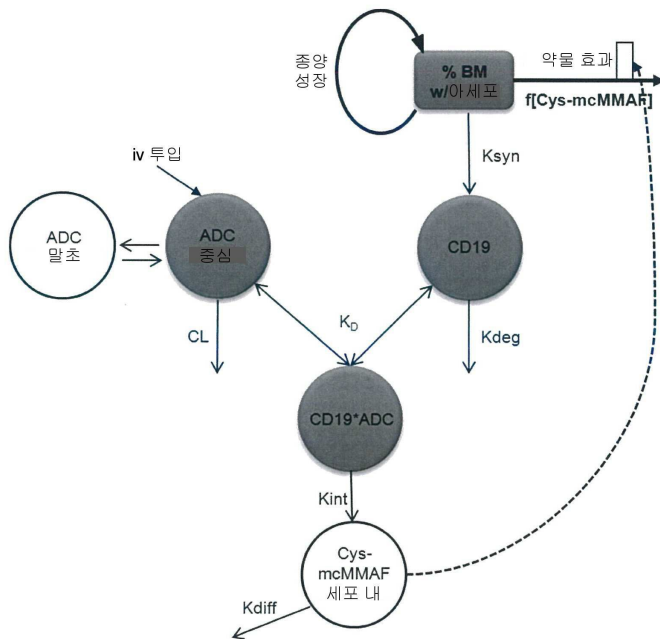 종양
성장
% BM
w/아세포
약물 효과
f[Cys-mcMMAF]
Ksyn
iv 투입
ADC
말초
ADC
중심
CD19
CL
K_D
Kdeg
CD19*ADC
Kint
Cys-
mcMMAF
세포 내
Kdiff